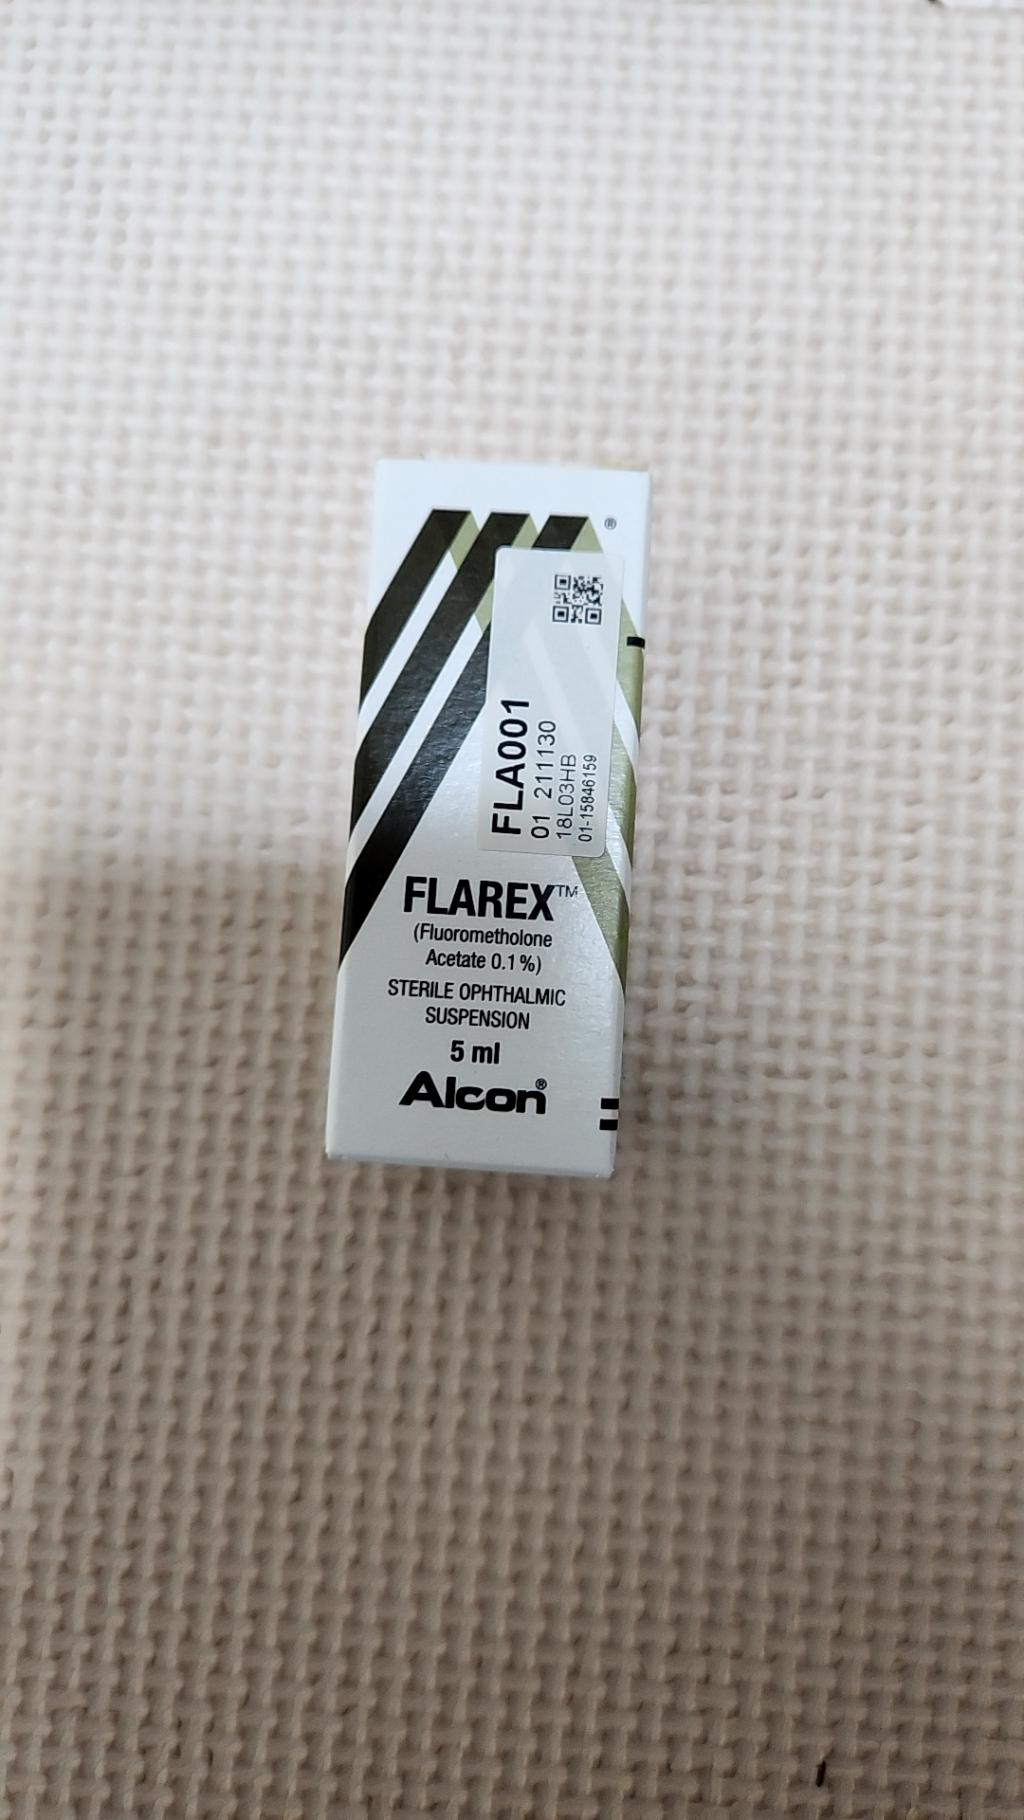 ®
FLA001
01 211130
18L03HB
01-15846159
FLAREX™
(Fluorometholone
Acetate 0.1%)
STERILE OPHTHALMIC
SUSPENSION
5 ml
Alcon®